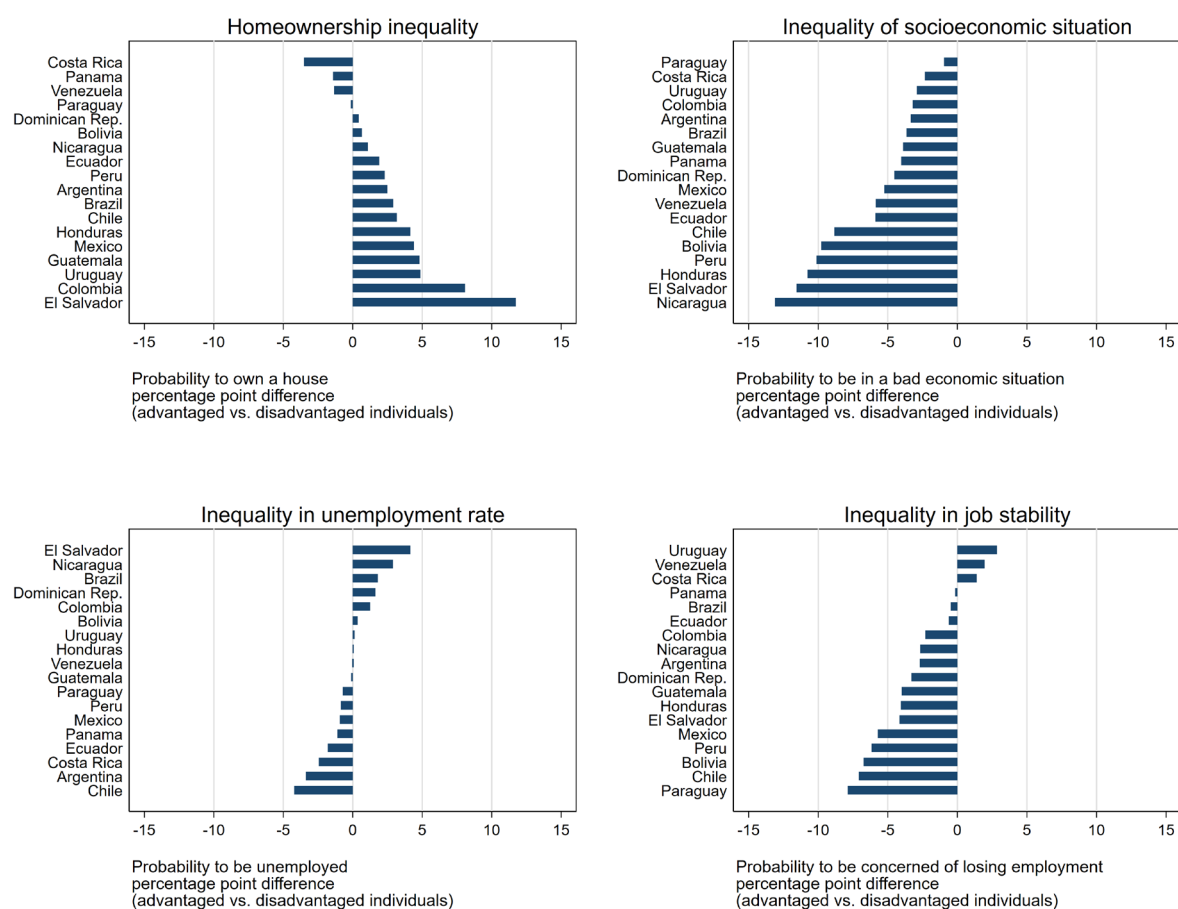 Homeownership inequality
Costa Rica
Panama
Venezuela
Paraguay
Dominican Rep.
Bolivia
Nicaragua
Ecuador
Peru
Argentina
Brazil
Chile
Honduras
Mexico
Guatemala
Uruguay
Colombia
El Salvador
-15 -10 -5 0 5 10 15
Probability to own a house
percentage point difference
(advantaged vs. disadvantaged individuals)
Inequality of socioeconomic situation
Paraguay
Costa Rica
Uruguay
Colombia
Argentina
Brazil
Guatemala
Panama
Dominican Rep.
Mexico
Venezuela
Ecuador
Chile
Bolivia
Peru
Honduras
El Salvador
Nicaragua
-15 -10 -5 0 5 10 15
Probability to be in a bad economic situation
percentage point difference
(advantaged vs. disadvantaged individuals)
Inequality in unemployment rate
El Salvador
Nicaragua
Brazil
Dominican Rep.
Colombia
Bolivia
Uruguay
Honduras
Venezuela
Guatemala
Paraguay
Peru
Mexico
Panama
Ecuador
Costa Rica
Argentina
Chile
-15 -10 -5 0 5 10 15
Probability to be unemployed
percentage point difference
(advantaged vs. disadvantaged individuals)
Inequality in job stability
Uruguay
Venezuela
Costa Rica
Panama
Brazil
Ecuador
Colombia
Nicaragua
Argentina
Dominican Rep.
Guatemala
Honduras
El Salvador
Mexico
Peru
Bolivia
Chile
Paraguay
-15 -10 -5 0 5 10 15
Probability to be concerned of losing employment
percentage point difference
(advantaged vs. disadvantaged individuals)